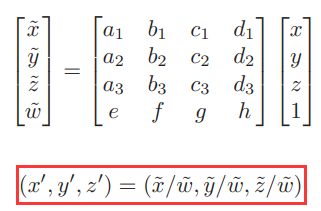 [x̃ ỹ z̃ w̃] = [a₁ b₁ c₁ d₁; a₂ b₂ c₂ d₂; a₃ b₃ c₃ d₃; e f g h] [x y z 1]
(x′, y′, z′) = (x̃/w̃, ỹ/w̃, z̃/w̃)